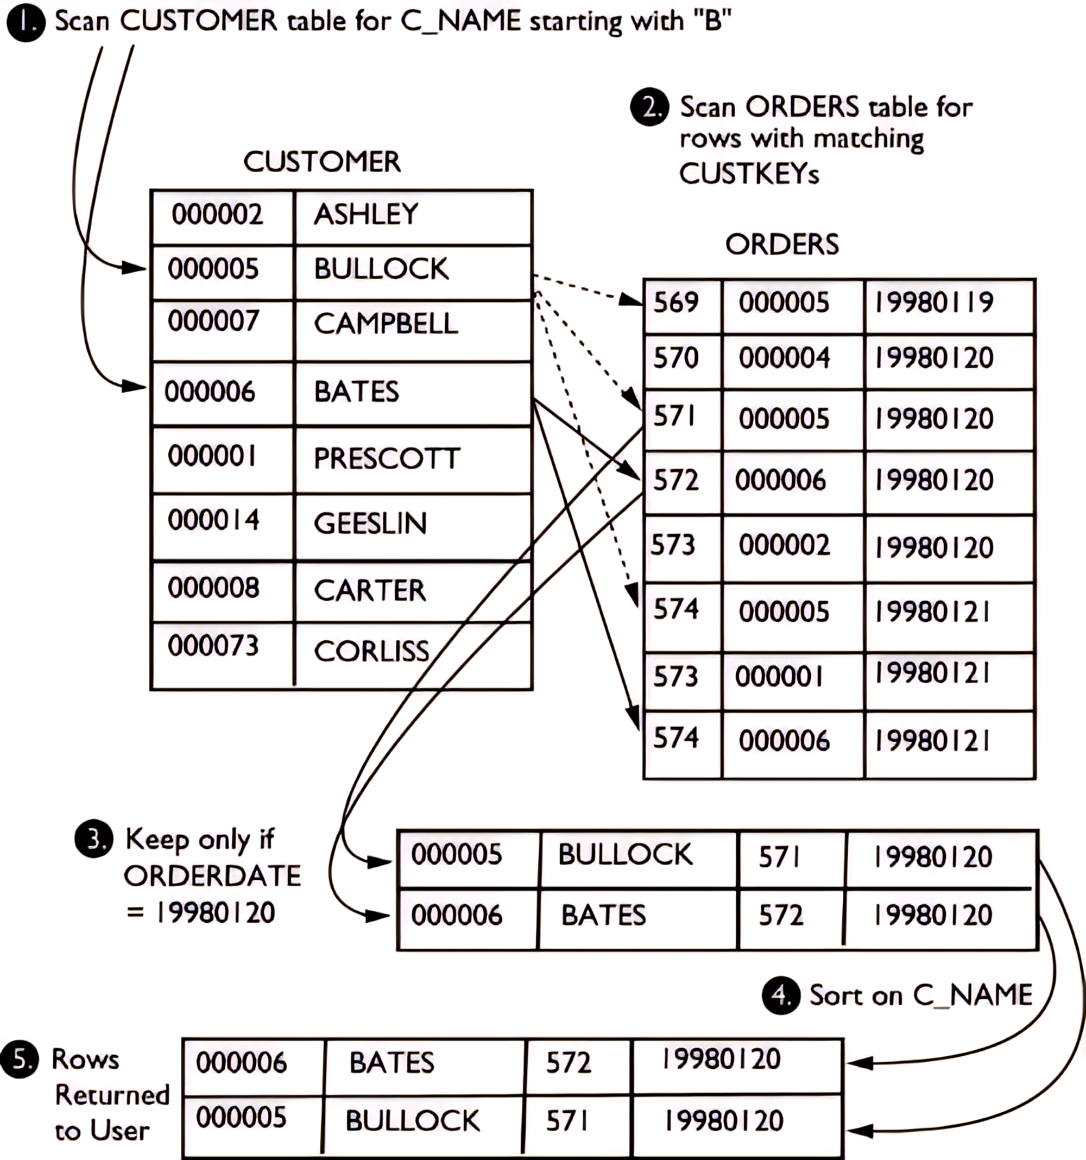 1. Scan CUSTOMER table for C_NAME starting with "B"
2. Scan ORDERS table for
rows with matching
CUSTKEYs
CUSTOMER
000002 ASHLEY
000005 BULLOCK
000007 CAMPBELL
000006 BATES
000001 PRESCOTT
000014 GEESLIN
000008 CARTER
000073 CORLISS
ORDERS
569 000005 19980119
570 000004 19980120
571 000005 19980120
572 000006 19980120
573 000002 19980120
574 000005 19980121
573 000001 19980121
574 000006 19980121
3. Keep only if
ORDERDATE
= 19980120
000005 BULLOCK 571 19980120
000006 BATES 572 19980120
4. Sort on C_NAME
5. Rows
Returned
to User
000006 BATES 572 19980120
000005 BULLOCK 571 19980120